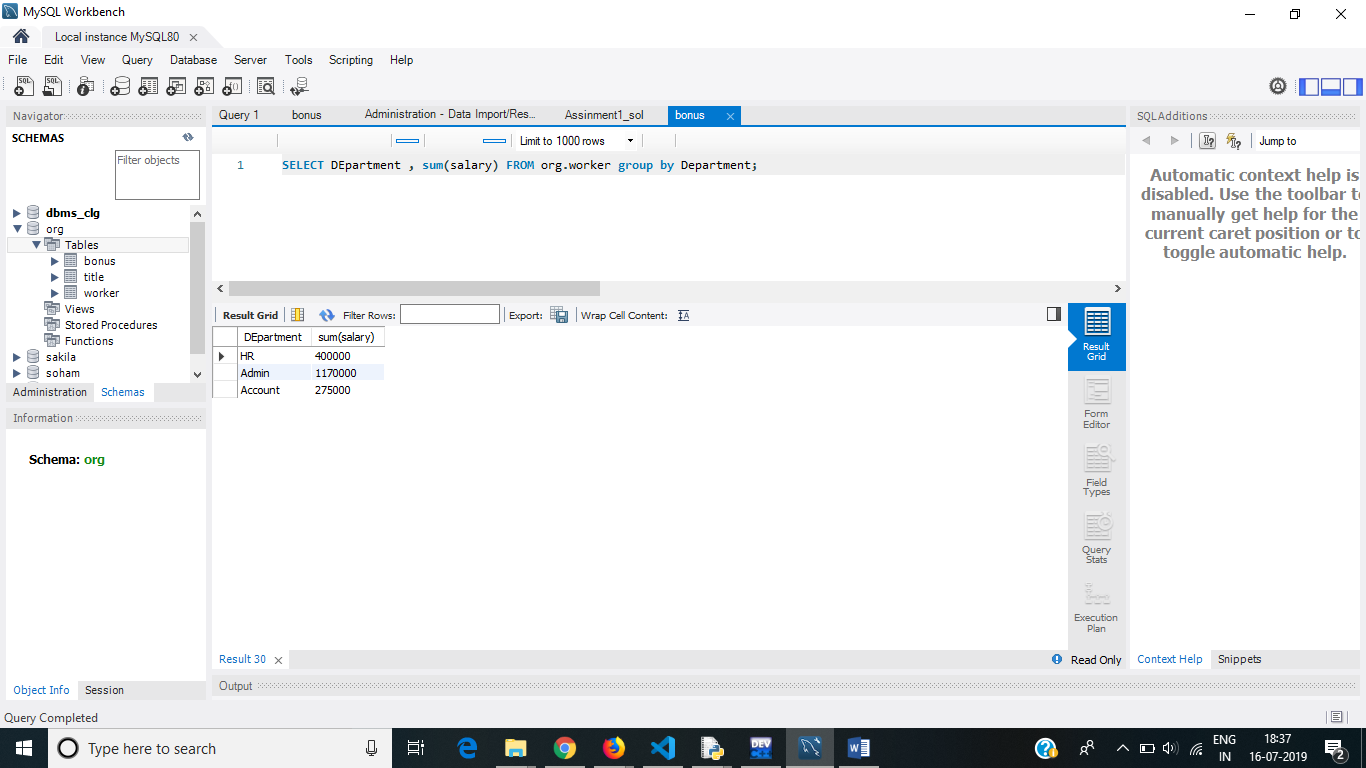 MySQL Workbench
Local instance MySQL80
File Edit View Query Database Server Tools Scripting Help
Navigator
SCHEMAS
Filter objects
dbms_clg
org
Tables
bonus
title
worker
Views
Stored Procedures
Functions
sakila
soham
Administration Schemas
Information
Schema: org
Object Info Session
Query 1 bonus Administration - Data Import/Res... Assinment1_sol bonus
Limit to 1000 rows
1 SELECT DEpartment , sum(salary) FROM org.worker group by Department;
Result Grid Filter Rows: Export: Wrap Cell Content:
DEpartment sum(salary)
HR 400000
Admin 1170000
Account 275000
Result
Grid
Form
Editor
Field
Types
Query
Stats
Execution
Plan
Result 30 Read Only
Output
SQLAdditions
Jump to
Automatic context help is
disabled. Use the toolbar to
manually get help for the
current caret position or to
toggle automatic help.
Context Help Snippets
Query Completed
Type here to search
DEV
ENG
IN
18:37
16-07-2019
2